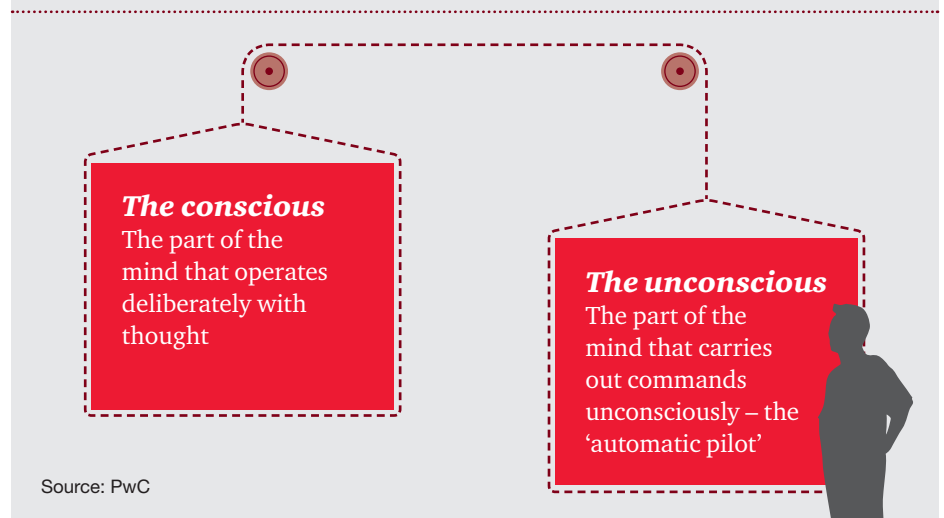 The conscious
The part of the
mind that operates
deliberately with
thought
The unconscious
The part of the
mind that carries
out commands
unconsciously – the
‘automatic pilot’
Source: PwC